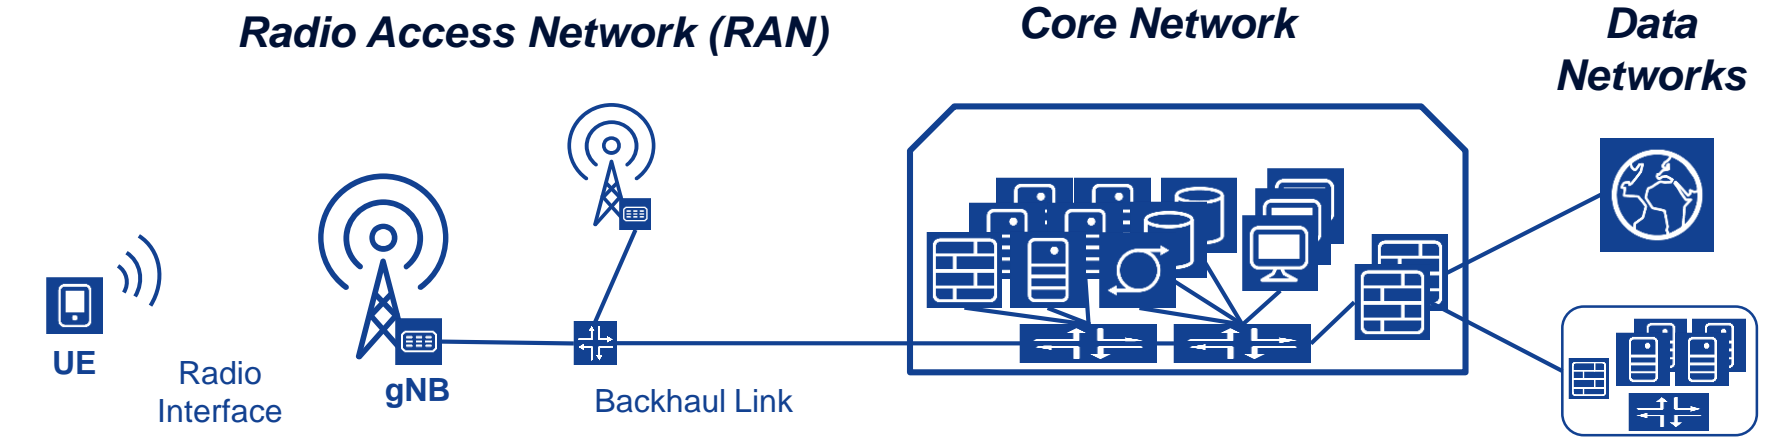 Radio Access Network (RAN)
Core Network
Data
Networks
UE
Radio
Interface
gNB
Backhaul Link